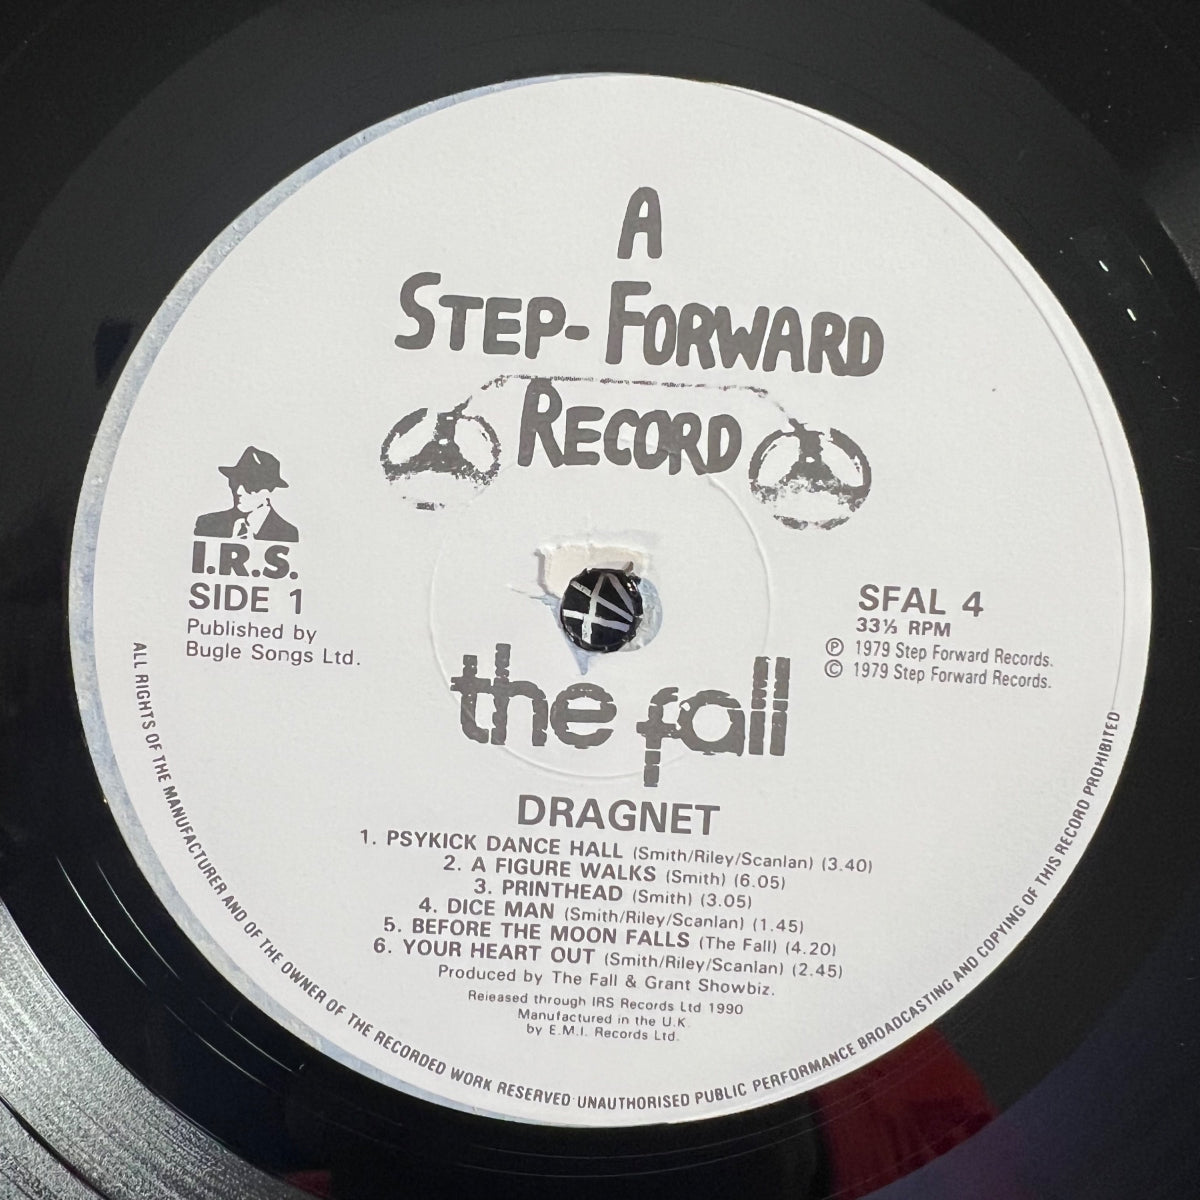 A
STEP-FORWARD
RECORD
I.R.S.
SIDE 1
Published by
Bugle Songs Ltd.
SFAL 4
33⅓ RPM
℗ 1979 Step Forward Records.
© 1979 Step Forward Records.
the fall
DRAGNET
1. PSYKICK DANCE HALL (Smith/Riley/Scanlan) (3.40)
2. A FIGURE WALKS (Smith) (6.05)
3. PRINTHEAD (Smith) (3.05)
4. DICE MAN (Smith/Riley/Scanlan) (1.45)
5. BEFORE THE MOON FALLS (The Fall) (4.20)
6. YOUR HEART OUT (Smith/Riley/Scanlan) (2.45)
Produced by The Fall & Grant Showbiz.
Released through IRS Records Ltd 1990
Manufactured in the U.K.
by E.M.I. Records Ltd.
ALL RIGHTS OF THE MANUFACTURER AND OF THE OWNER OF THE RECORDED WORK RESERVED · UNAUTHORISED PUBLIC PERFORMANCE BROADCASTING AND COPYING OF THIS RECORD PROHIBITED